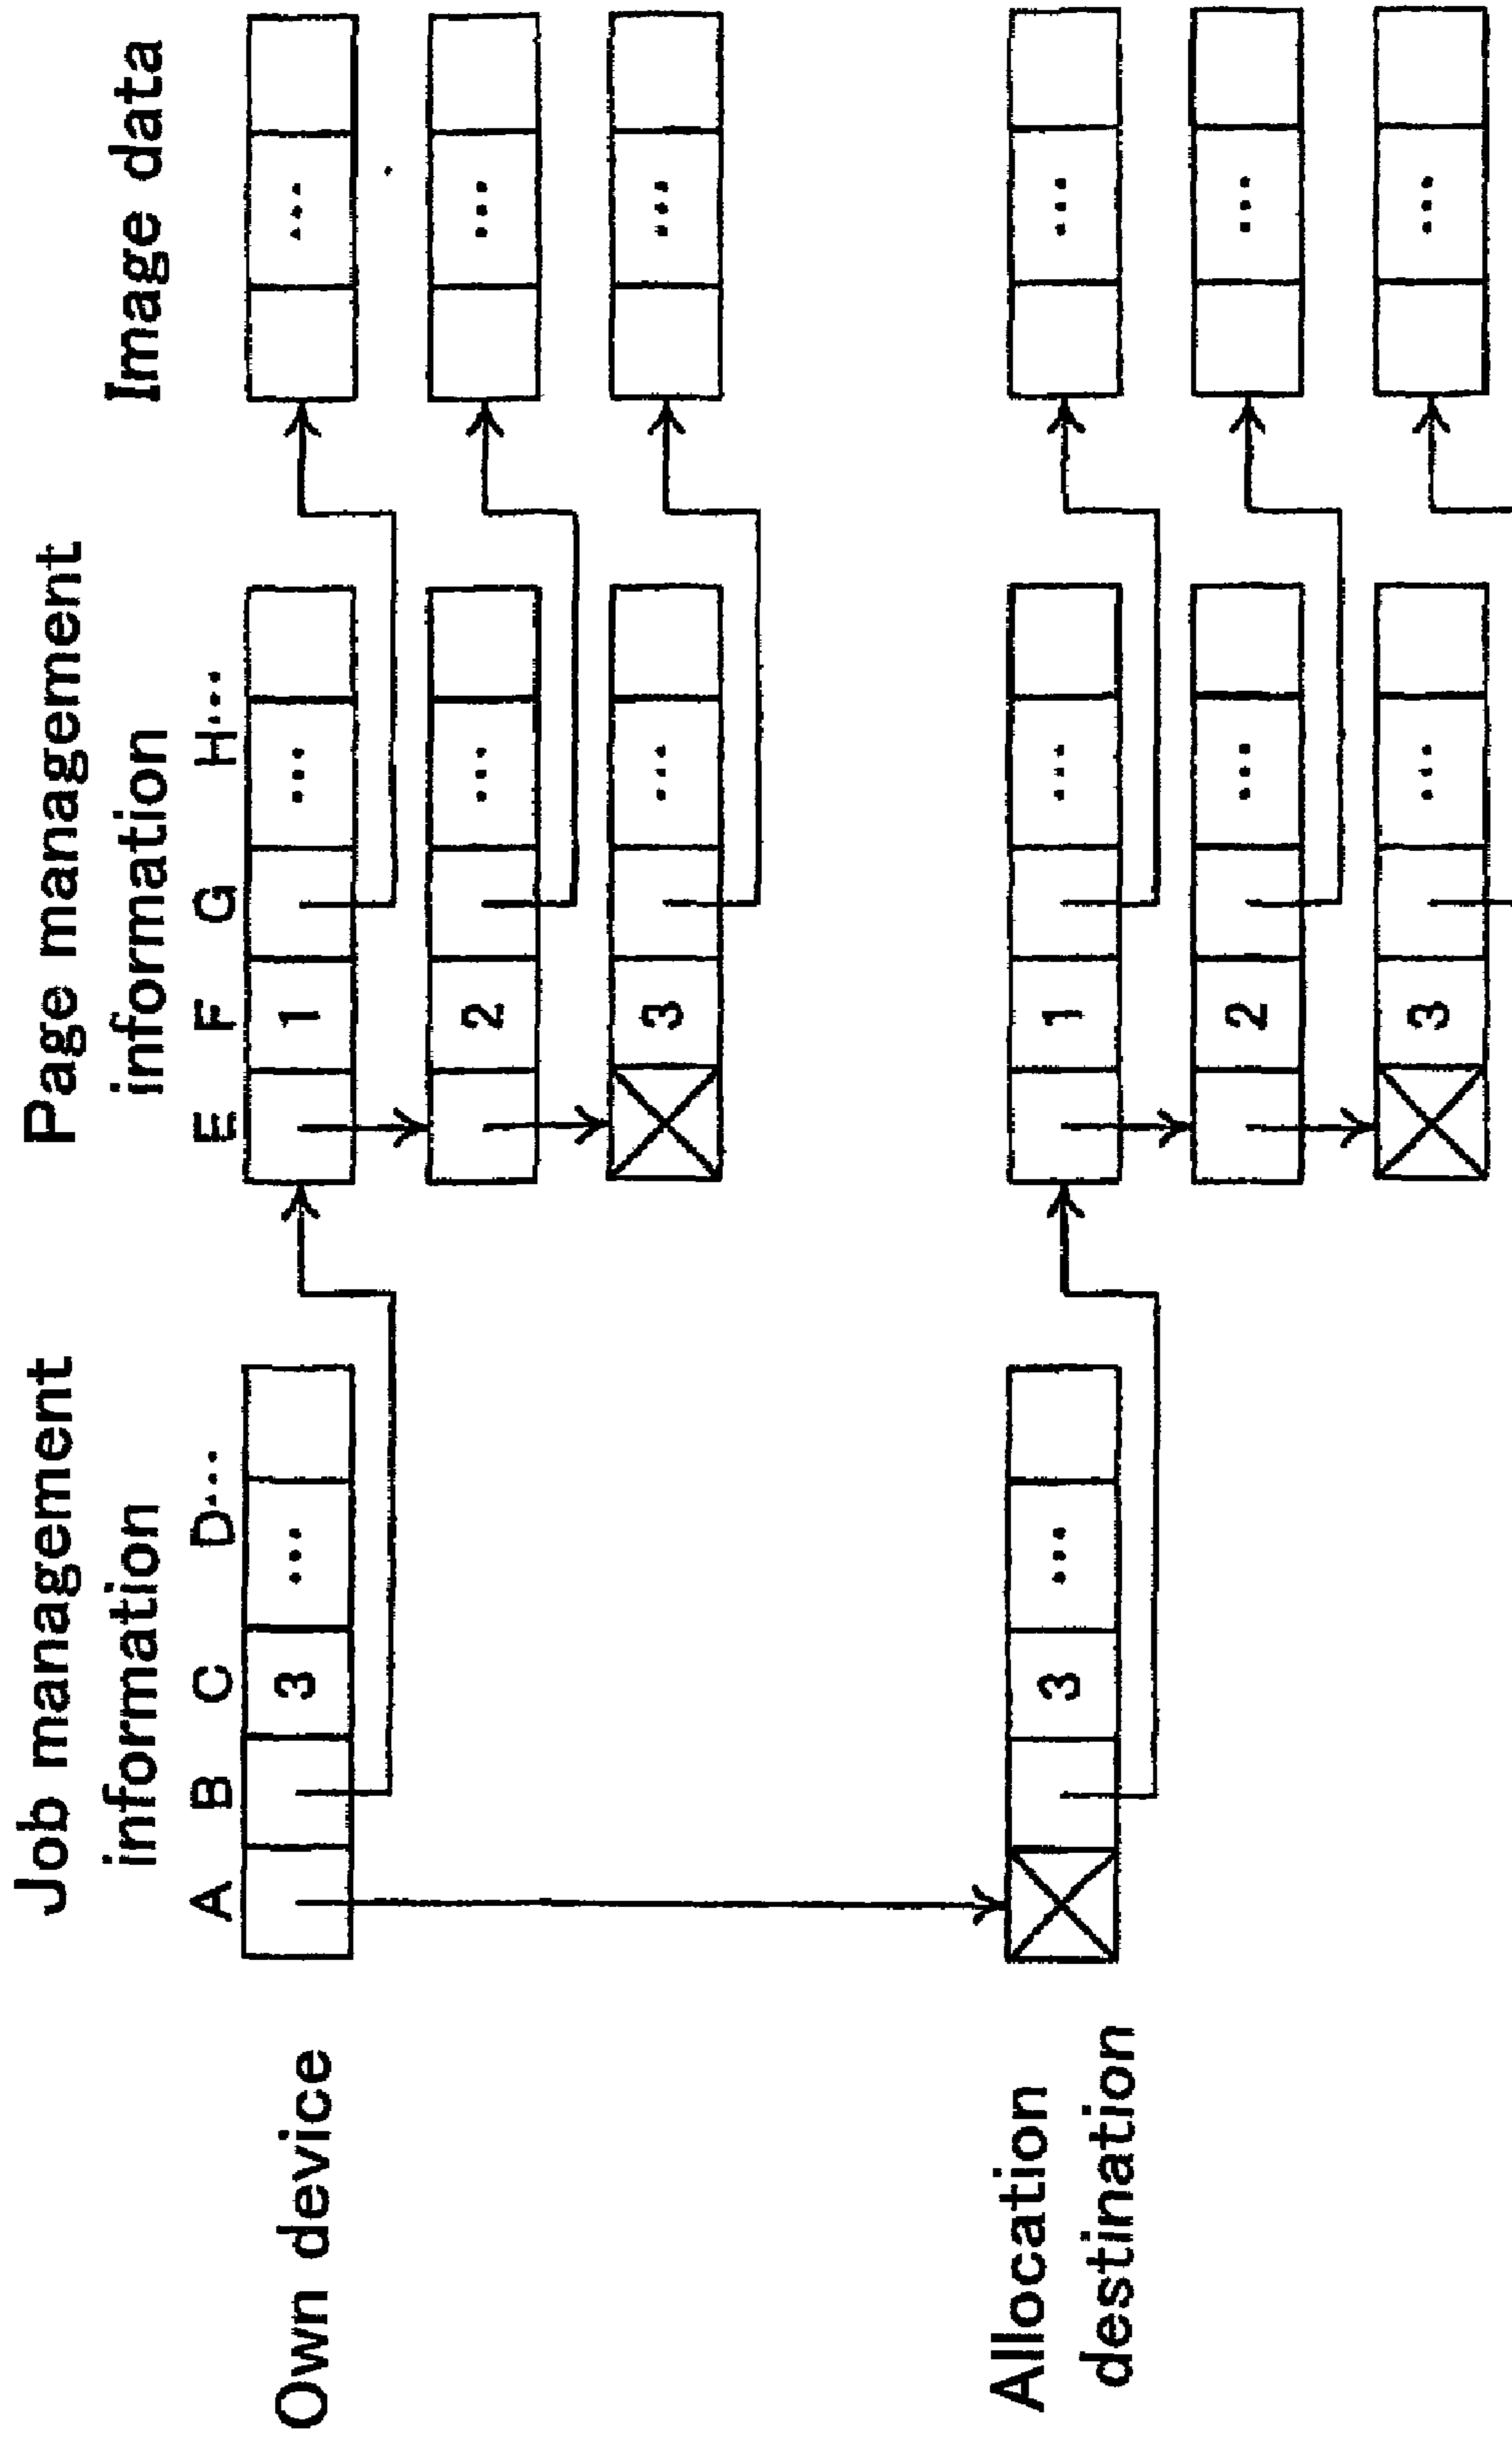 Job management
information
Page management
information
Image data
A B C D...
E F G H...
Own device
3 ...
1 ... ...
2 ... ...
3 ... ...
Allocation
destination
3 ...
1 ... ...
2 ... ...
3 ... ...